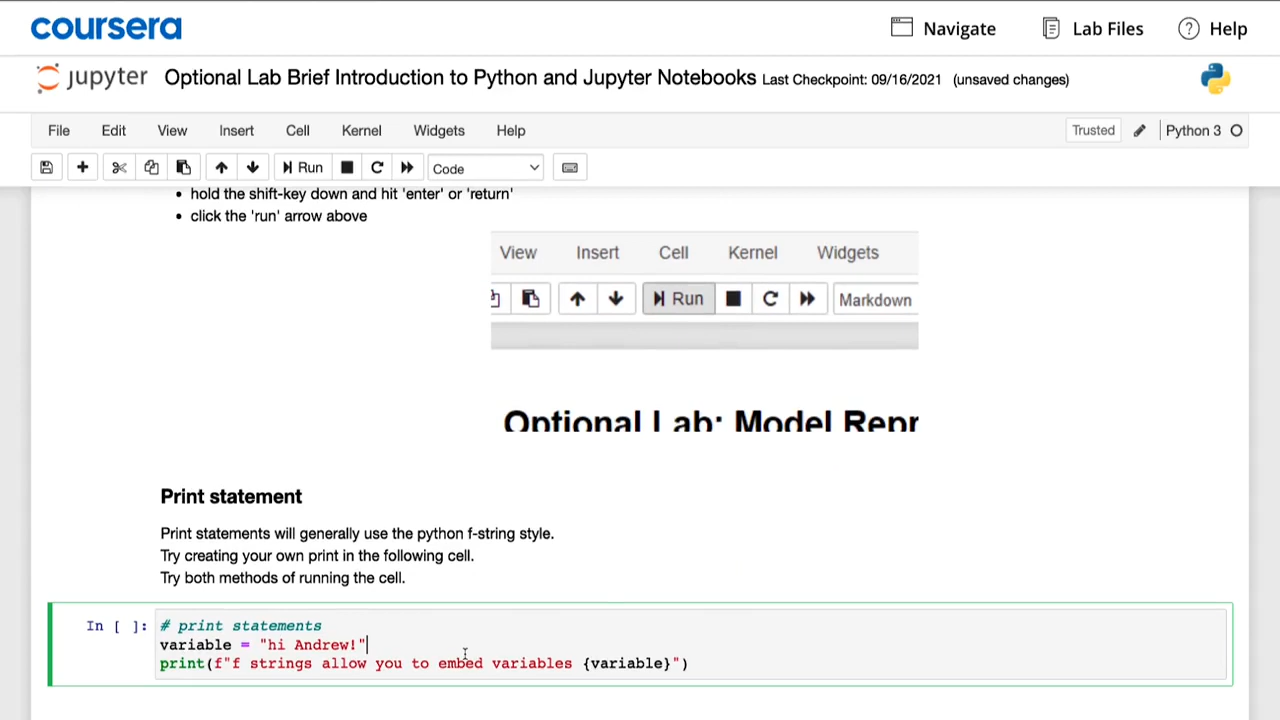 coursera Navigate Lab Files Help
jupyter Optional Lab Brief Introduction to Python and Jupyter Notebooks Last Checkpoint: 09/16/2021 (unsaved changes)
File Edit View Insert Cell Kernel Widgets Help Trusted Python 3
Run Code
• hold the shift-key down and hit 'enter' or 'return'
• click the 'run' arrow above
View Insert Cell Kernel Widgets
Run Markdown
Optional Lab: Model Repr
Print statement
Print statements will generally use the python f-string style.
Try creating your own print in the following cell.
Try both methods of running the cell.
In [ ]: # print statements
variable = "hi Andrew!"
print(f"f strings allow you to embed variables {variable}")